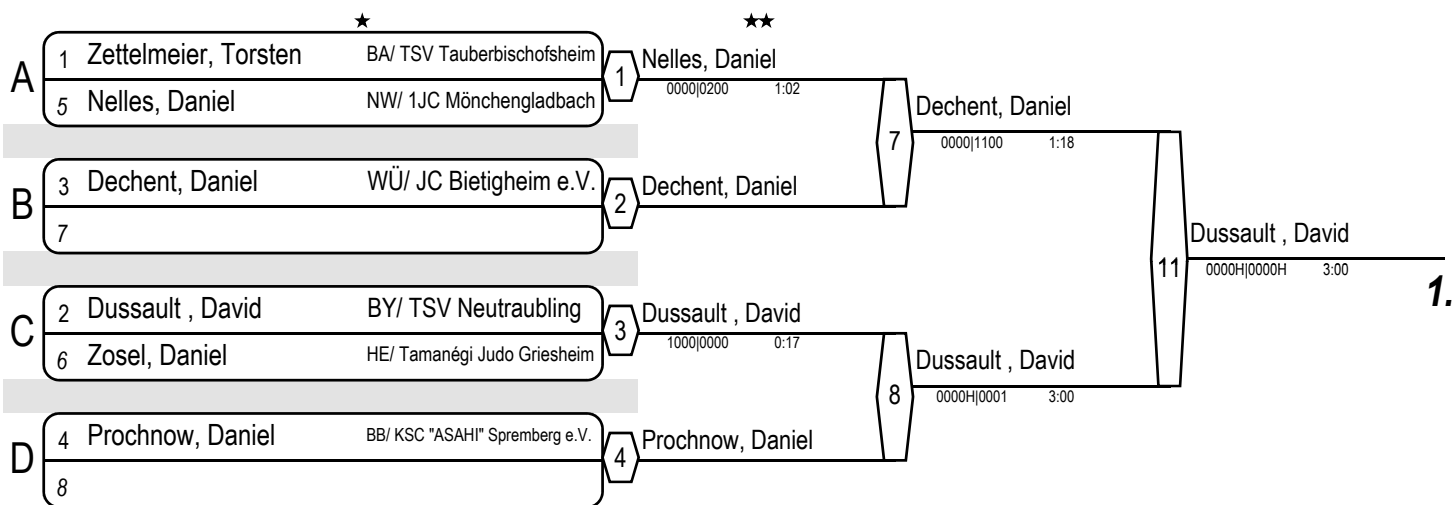 ★ ★★
A
1 Zettelmeier, Torsten BA/ TSV Tauberbischofsheim
5 Nelles, Daniel NW/ 1JC Mönchengladbach
1
Nelles, Daniel
0000|0200 1:02
B
3 Dechent, Daniel WÜ/ JC Bietigheim e.V.
7
2
Dechent, Daniel
7
Dechent, Daniel
0000|1100 1:18
C
2 Dussault , David BY/ TSV Neutraubling
6 Zosel, Daniel HE/ Tamanégi Judo Griesheim
3
Dussault , David
1000|0000 0:17
D
4 Prochnow, Daniel BB/ KSC "ASAHI" Spremberg e.V.
8
4
Prochnow, Daniel
8
Dussault , David
0000H|0001 3:00
11
Dussault , David
0000H|0000H 3:00
1.